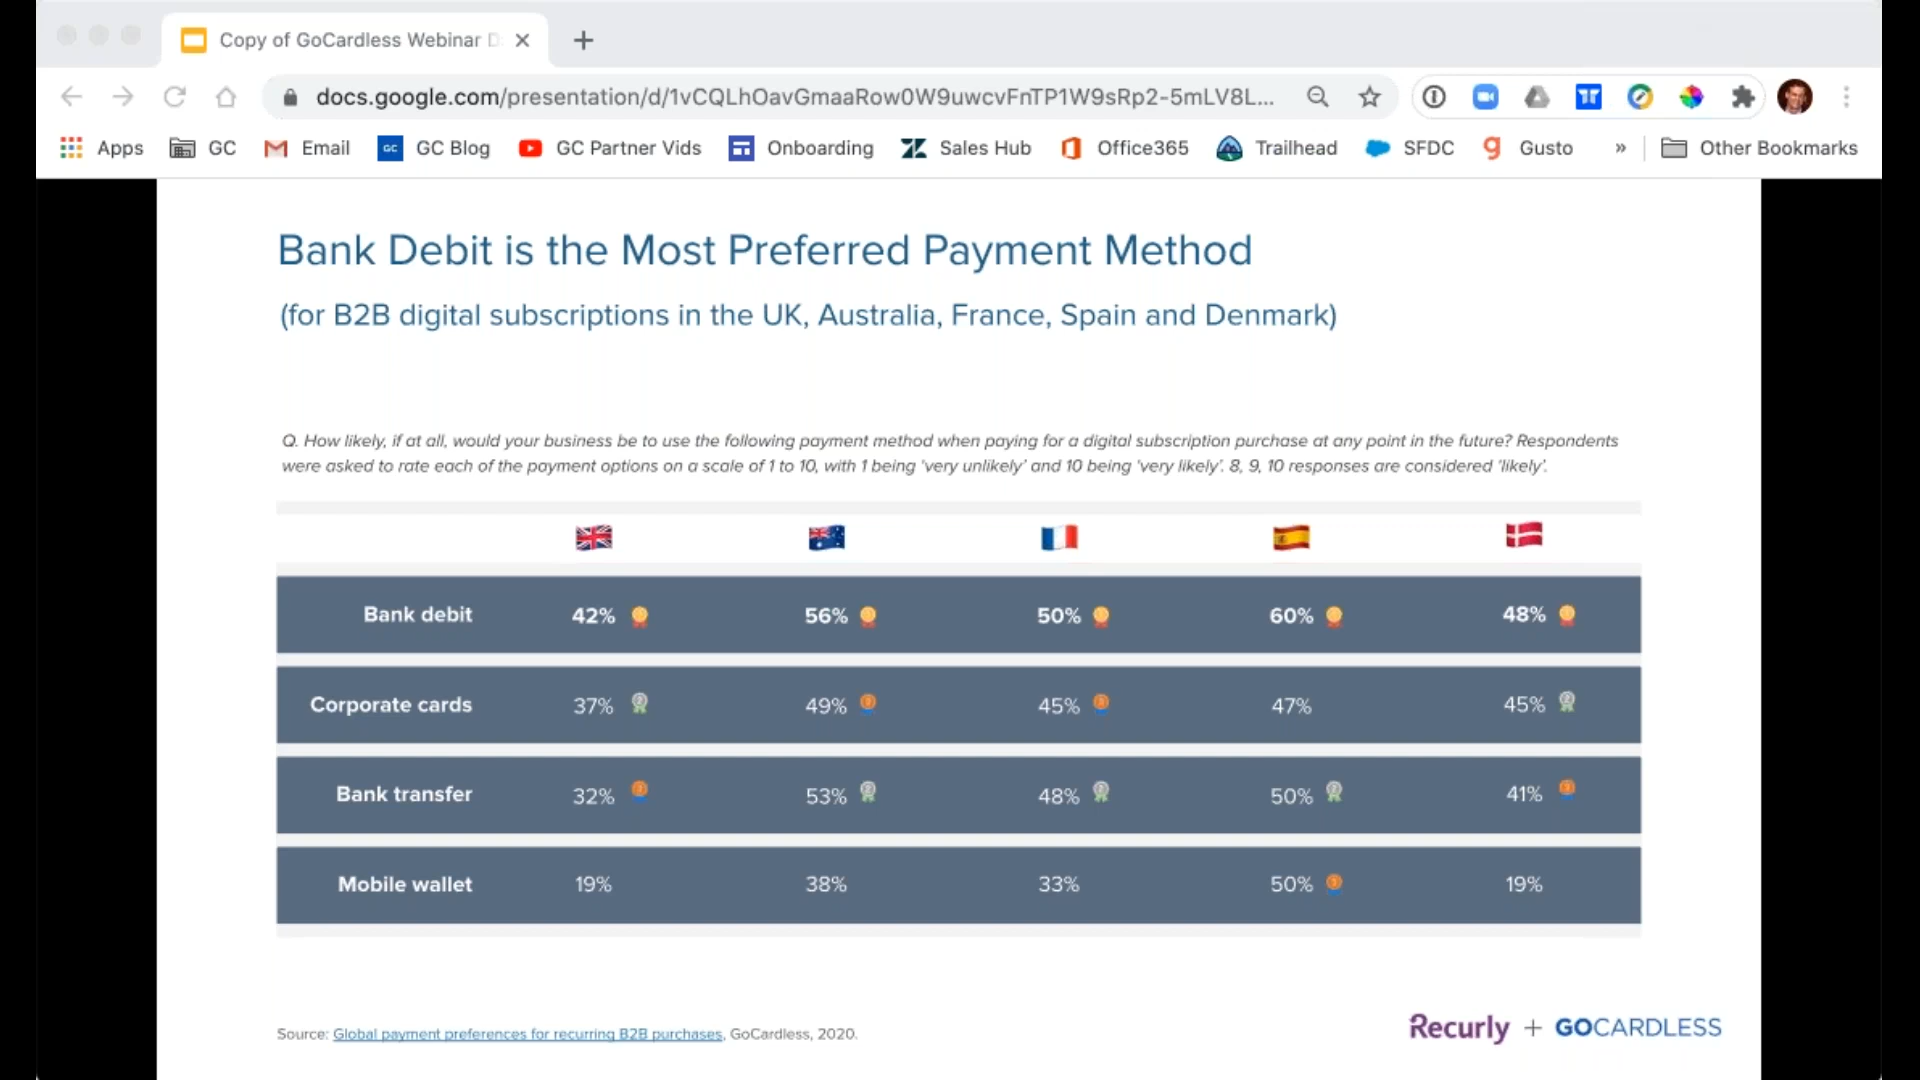 Copy of GoCardless Webinar D
docs.google.com/presentation/d/1vCQLhOavGmaaRow0W9uwcvFnTP1W9sRp2-5mLV8L...
Apps GC Email GC GC Blog GC Partner Vids Onboarding Sales Hub Office365 Trailhead SFDC Gusto » Other Bookmarks
Bank Debit is the Most Preferred Payment Method
(for B2B digital subscriptions in the UK, Australia, France, Spain and Denmark)
Q. How likely, if at all, would your business be to use the following payment method when paying for a digital subscription purchase at any point in the future? Respondents
were asked to rate each of the payment options on a scale of 1 to 10, with 1 being ‘very unlikely’ and 10 being ‘very likely’. 8, 9, 10 responses are considered ‘likely’.
Bank debit 42% 56% 50% 60% 48%
Corporate cards 37% 49% 45% 47% 45%
Bank transfer 32% 53% 48% 50% 41%
Mobile wallet 19% 38% 33% 50% 19%
Source: Global payment preferences for recurring B2B purchases, GoCardless, 2020.
Recurly + GOCARDLESS